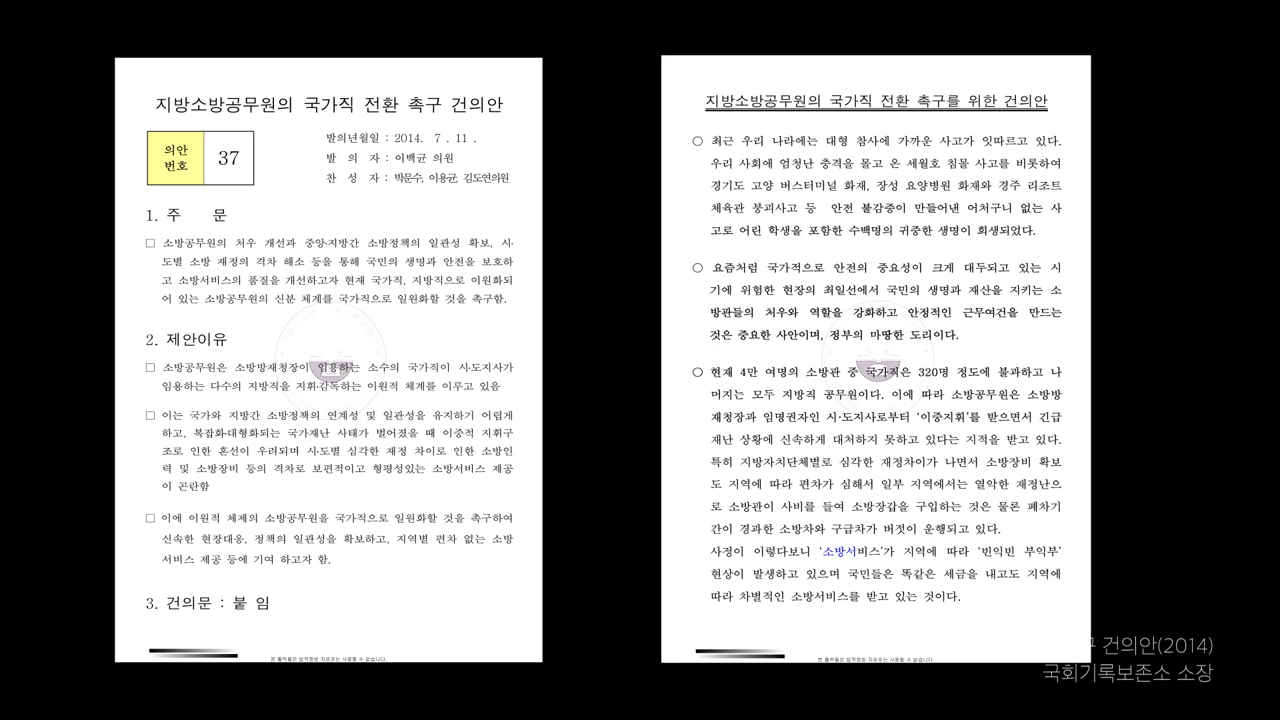 지방소방공무원의 국가직 전환 촉구 건의안
의안
번호
37
발의년월일 : 2014. 7 . 11 .
발 의 자 : 이백균 의원
찬 성 자 : 박문수, 이용균, 김도연의원
1. 주 문
□ 소방공무원의 처우 개선과 중앙·지방간 소방정책의 일관성 확보, 시·
도별 소방 재정의 격차 해소 등을 통해 국민의 생명과 안전을 보호하
고 소방서비스의 품질을 개선하고자 현재 국가직, 지방직으로 이원화되
어 있는 소방공무원의 신분 체계를 국가직으로 일원화할 것을 촉구함.
2. 제안이유
□ 소방공무원은 소방방재청장이 임용하는 소수의 국가직이 시·도지사가
임용하는 다수의 지방직을 지휘·감독하는 이원적 체계를 이루고 있음
□ 이는 국가와 지방간 소방정책의 연계성 및 일관성을 유지하기 어렵게
하고, 복잡화·대형화되는 국가재난 사태가 벌어졌을 때 이중적 지휘구
조로 인한 혼선이 우려되며 시·도별 심각한 재정 차이로 인한 소방인
력 및 소방장비 등의 격차로 보편적이고 형평성있는 소방서비스 제공
이 곤란함
□ 이에 이원적 체제의 소방공무원을 국가직으로 일원화할 것을 촉구하여
신속한 현장대응, 정책의 일관성을 확보하고, 지역별 편차 없는 소방
서비스 제공 등에 기여 하고자 함.
3. 건의문 : 붙 임
본 출력물은 법적증빙 자료로는 사용할 수 없습니다.
지방소방공무원의 국가직 전환 촉구를 위한 건의안
○ 최근 우리 나라에는 대형 참사에 가까운 사고가 잇따르고 있다.
우리 사회에 엄청난 충격을 몰고 온 세월호 침몰 사고를 비롯하여
경기도 고양 버스터미널 화재, 장성 요양병원 화재와 경주 리조트
체육관 붕괴사고 등 안전 불감증이 만들어낸 어처구니 없는 사
고로 어린 학생을 포함한 수백명의 귀중한 생명이 희생되었다.
○ 요즘처럼 국가적으로 안전의 중요성이 크게 대두되고 있는 시
기에 위험한 현장의 최일선에서 국민의 생명과 재산을 지키는 소
방관들의 처우와 역할을 강화하고 안정적인 근무여건을 만드는
것은 중요한 사안이며, 정부의 마땅한 도리이다.
○ 현재 4만 여명의 소방관 중 국가직은 320명 정도에 불과하고 나
머지는 모두 지방직 공무원이다. 이에 따라 소방공무원은 소방방
재청장과 임명권자인 시·도지사로부터 ‘이중지휘’를 받으면서 긴급
재난 상황에 신속하게 대처하지 못하고 있다는 지적을 받고 있다.
특히 지방자치단체별로 심각한 재정차이가 나면서 소방장비 확보
도 지역에 따라 편차가 심해서 일부 지역에서는 열악한 재정난으
로 소방관이 사비를 들여 소방장갑을 구입하는 것은 물론 폐차기
간이 경과한 소방차와 구급차가 버젓이 운행되고 있다.
사정이 이렇다보니 ‘소방서비스’가 지역에 따라 ‘빈익빈 부익부’
현상이 발생하고 있으며 국민들은 똑같은 세금을 내고도 지역에
따라 차별적인 소방서비스를 받고 있는 것이다.
본 출력물은 법적증빙 자료로는 사용할 수 없습니다.
건의안(2014)
국회기록보존소 소장